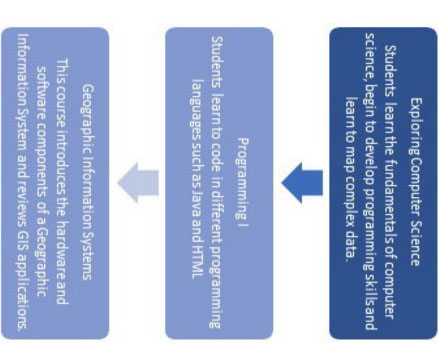 Exploring Computer Science
Students learn the fundamentals of computer
science, begin to develop programming skills and
learn to map complex data.
Programming I
Students learn to code in different programming
languages such as Java and HTML
Geographic Information Systems
This course introduces the hardware and
software components of a Geographic
Information System and reviews GIS applications.